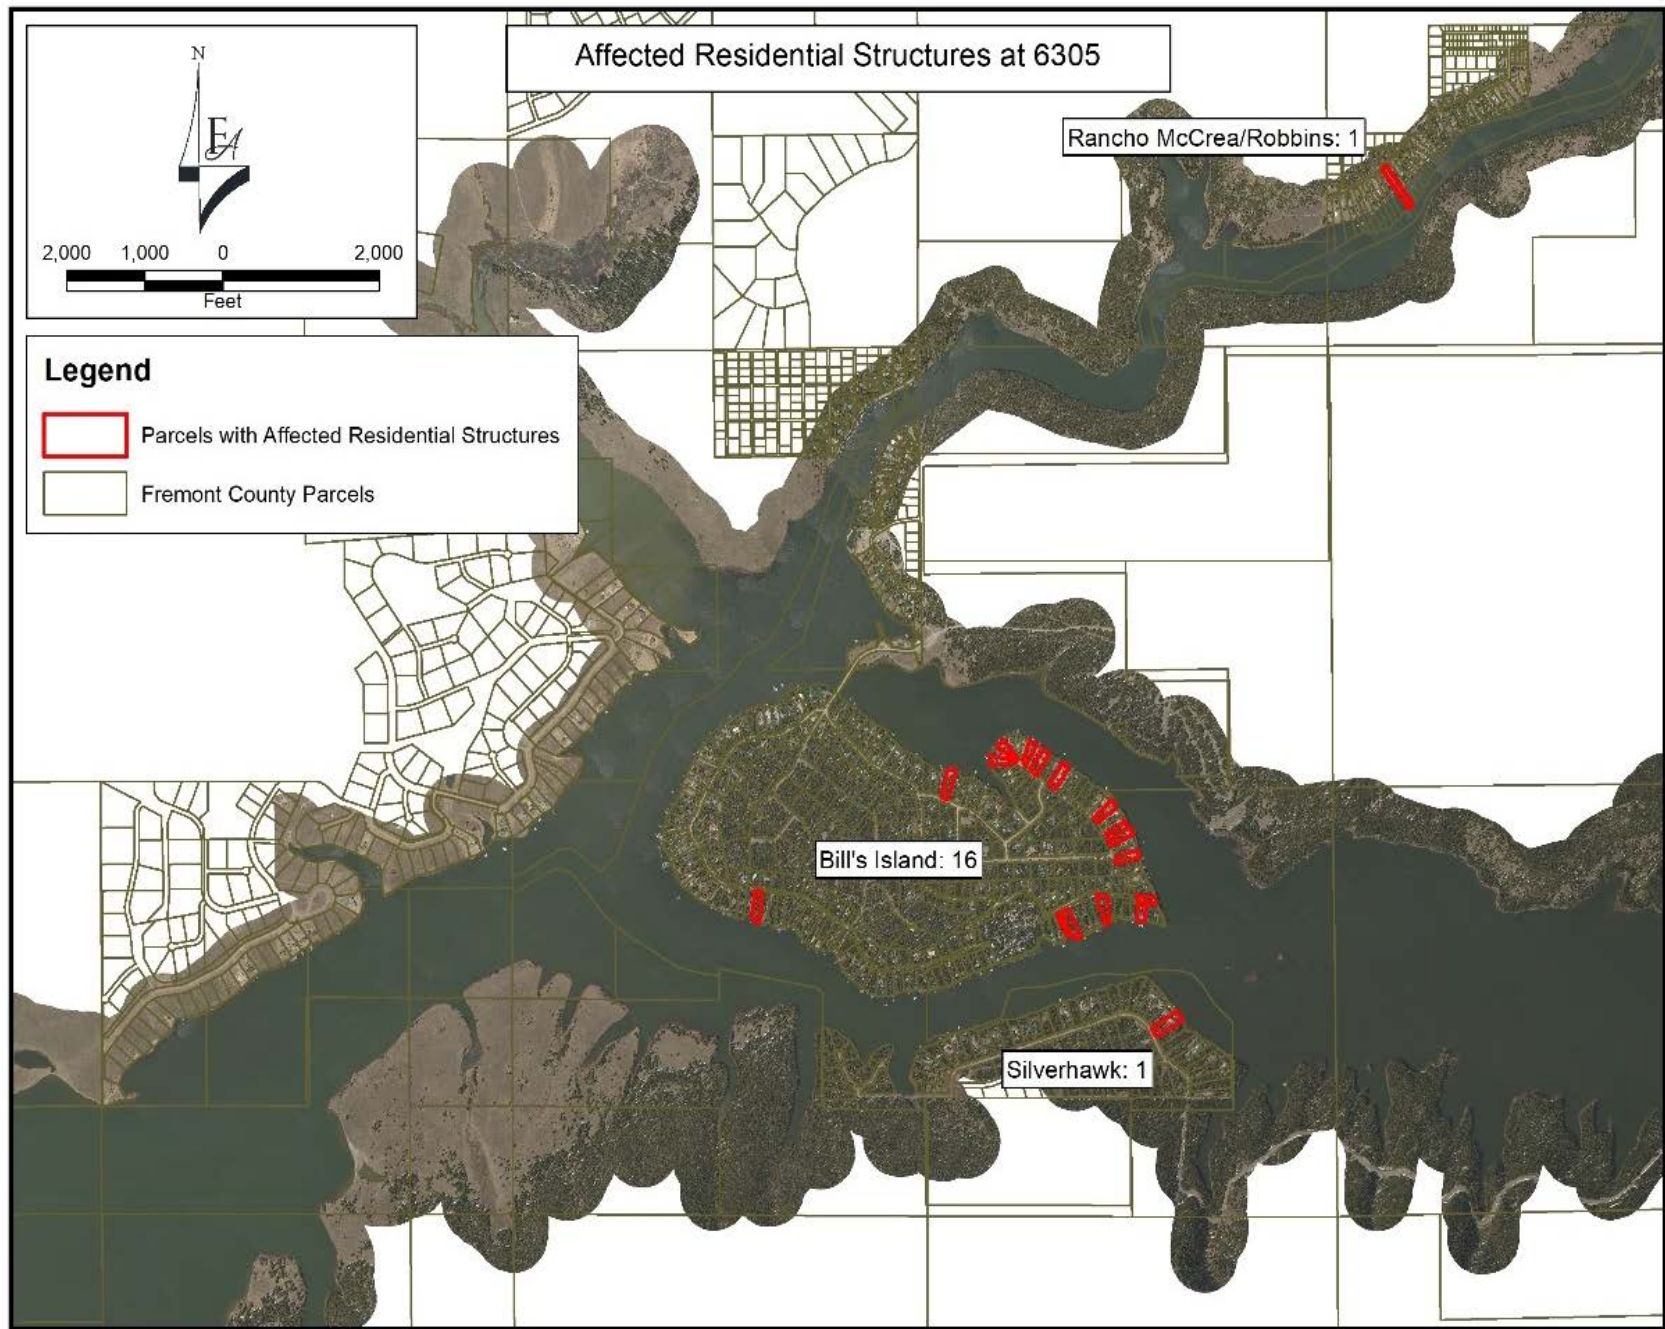 Affected Residential Structures at 6305
N
FA
2,000 1,000 0 2,000
Feet
Legend
Parcels with Affected Residential Structures
Fremont County Parcels
Rancho McCrea/Robbins: 1
Bill's Island: 16
Silverhawk: 1